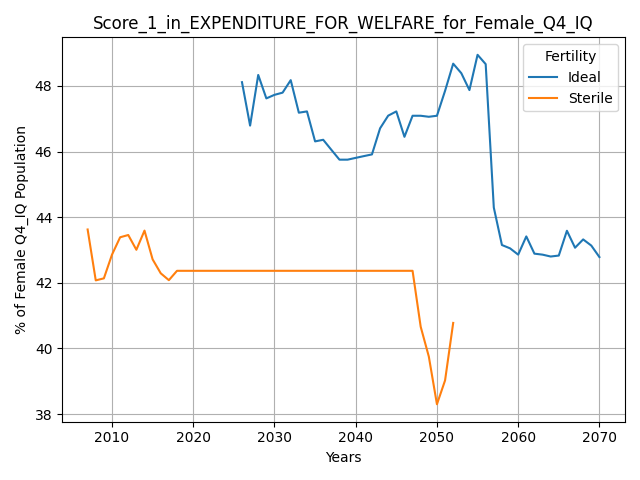 Score_1_in_EXPENDITURE_FOR_WELFARE_for_Female_Q4_IQ
Fertility
Ideal
Sterile
% of Female Q4_IQ Population
48
46
44
42
40
38
2010 2020 2030 2040 2050 2060 2070
Years